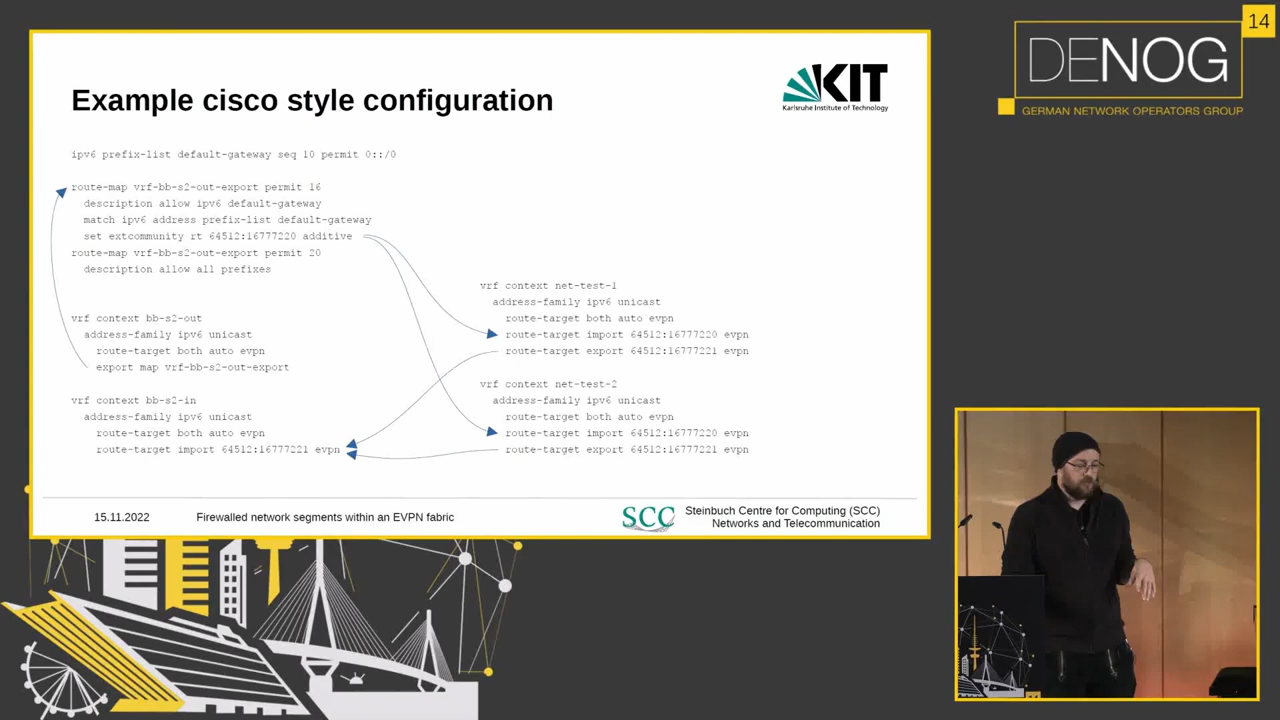 Example cisco style configuration
KIT
Karlsruhe Institute of Technology
ipv6 prefix-list default-gateway seq 10 permit 0::/0
route-map vrf-bb-s2-out-export permit 16
description allow ipv6 default-gateway
match ipv6 address prefix-list default-gateway
set extcommunity rt 64512:16777220 additive
route-map vrf-bb-s2-out-export permit 20
description allow all prefixes
vrf context bb-s2-out
address-family ipv6 unicast
route-target both auto evpn
export map vrf-bb-s2-out-export
vrf context bb-s2-in
address-family ipv6 unicast
route-target both auto evpn
route-target import 64512:16777221 evpn
vrf context net-test-1
address-family ipv6 unicast
route-target both auto evpn
route-target import 64512:16777220 evpn
route-target export 64512:16777221 evpn
vrf context net-test-2
address-family ipv6 unicast
route-target both auto evpn
route-target import 64512:16777220 evpn
route-target export 64512:16777221 evpn
15.11.2022
Firewalled network segments within an EVPN fabric
SCC
Steinbuch Centre for Computing (SCC)
Networks and Telecommunication
14
DENOG
GERMAN NETWORK OPERATORS GROUP